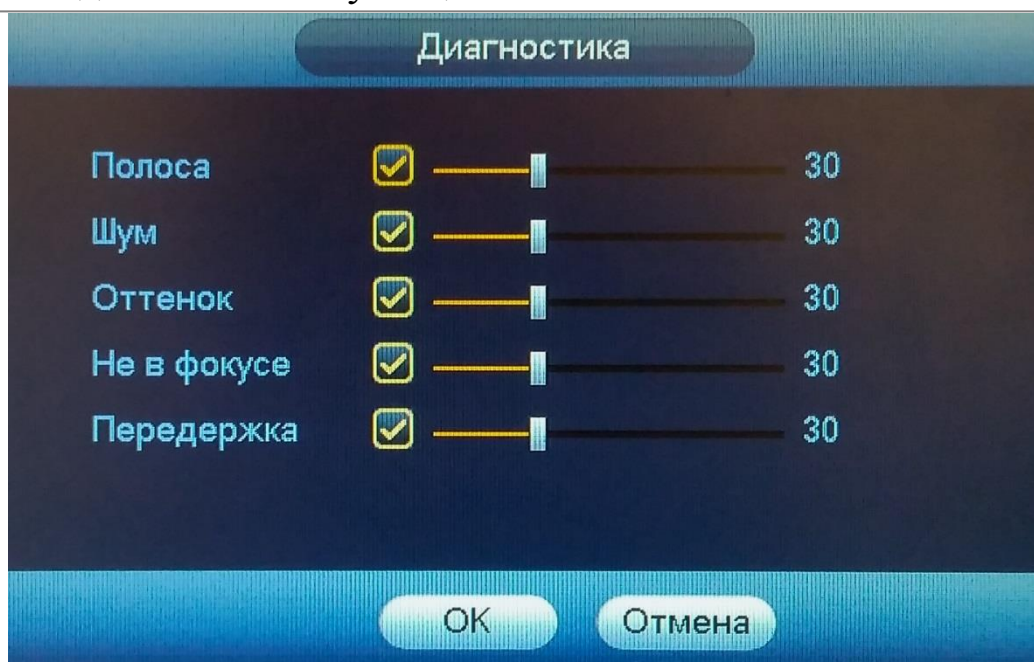 Диагностика
Полоса 30
Шум 30
Оттенок 30
Не в фокусе 30
Передержка 30
OK Отмена